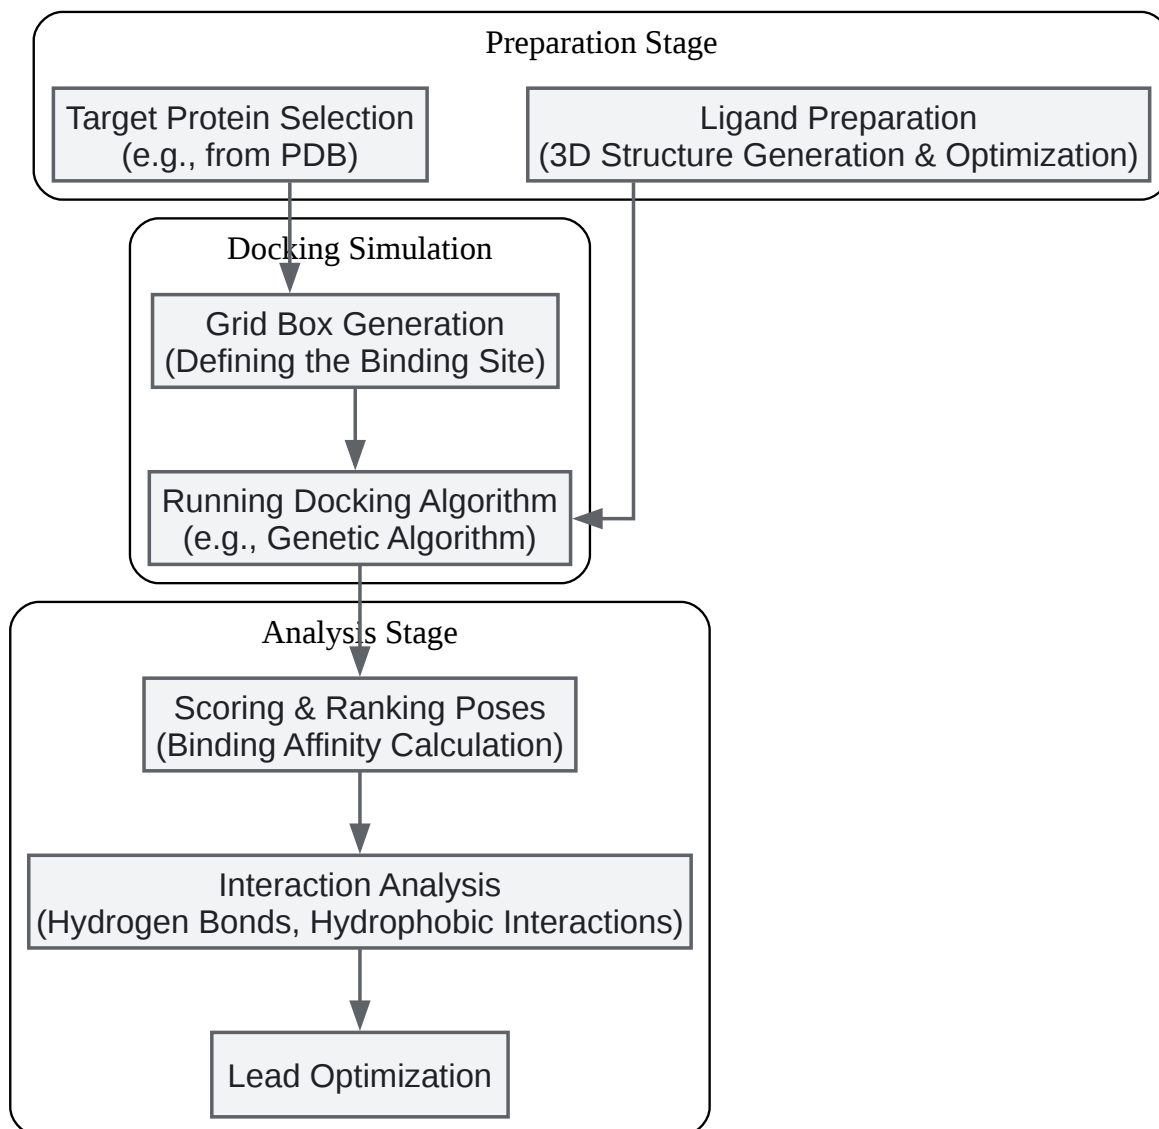 Preparation Stage
Target Protein Selection
(e.g., from PDB)
Ligand Preparation
(3D Structure Generation & Optimization)
Docking Simulation
Grid Box Generation
(Defining the Binding Site)
Running Docking Algorithm
(e.g., Genetic Algorithm)
Analysis Stage
Scoring & Ranking Poses
(Binding Affinity Calculation)
Interaction Analysis
(Hydrogen Bonds, Hydrophobic Interactions)
Lead Optimization